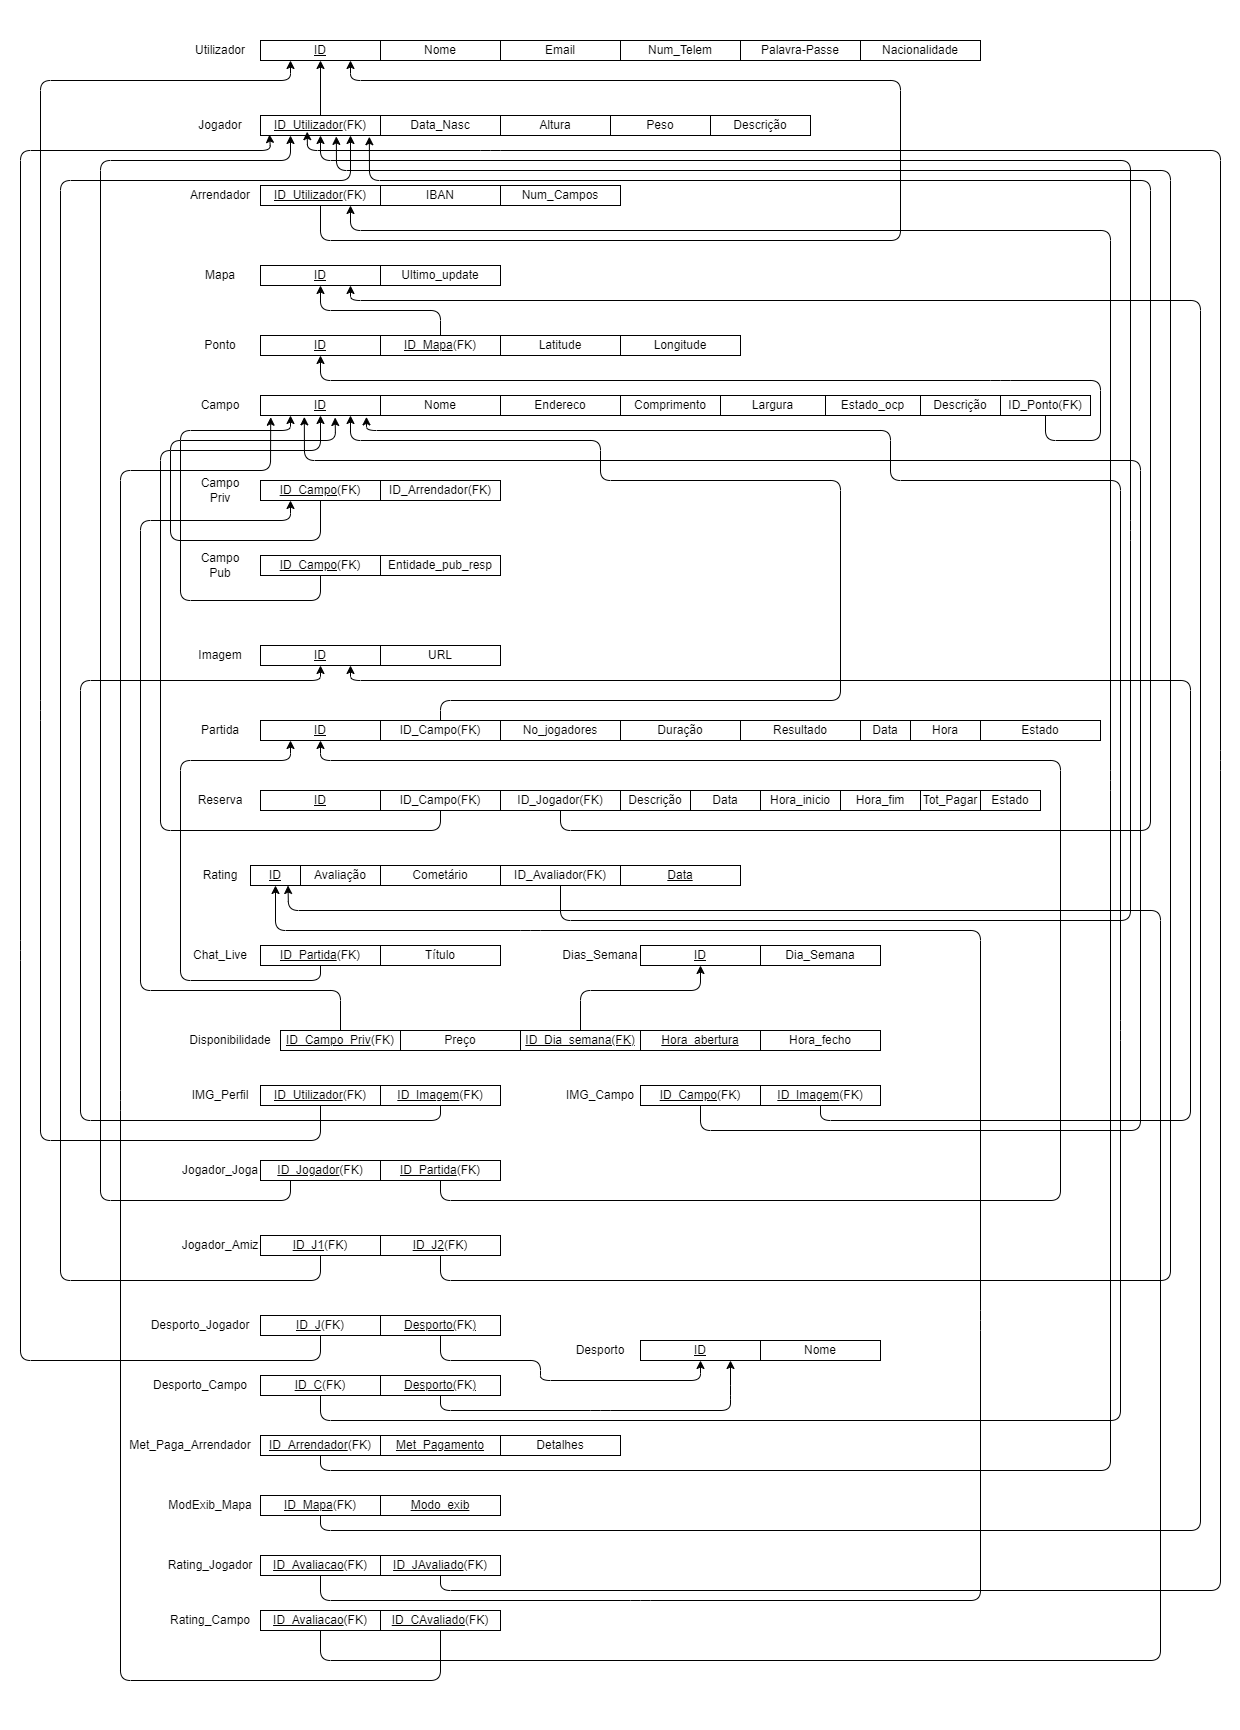 Utilizador ID Nome Email Num_Telem Palavra-Passe Nacionalidade
Jogador ID_Utilizador(FK) Data_Nasc Altura Peso Descrição
Arrendador ID_Utilizador(FK) IBAN Num_Campos
Mapa ID Ultimo_update
Ponto ID ID_Mapa(FK) Latitude Longitude
Campo ID Nome Endereco Comprimento Largura Estado_ocp Descrição ID_Ponto(FK)
Campo
Priv
ID_Campo(FK) ID_Arrendador(FK)
Campo
Pub
ID_Campo(FK) Entidade_pub_resp
Imagem ID URL
Partida ID ID_Campo(FK) No_jogadores Duração Resultado Data Hora Estado
Reserva ID ID_Campo(FK) ID_Jogador(FK) Descrição Data Hora_inicio Hora_fim Tot_Pagar Estado
Rating ID Avaliação Cometário ID_Avaliador(FK) Data
Chat_Live ID_Partida(FK) Título Dias_Semana ID Dia_Semana
Disponibilidade ID_Campo_Priv(FK) Preço ID_Dia_semana(FK) Hora_abertura Hora_fecho
IMG_Perfil ID_Utilizador(FK) ID_Imagem(FK) IMG_Campo ID_Campo(FK) ID_Imagem(FK)
Jogador_Joga ID_Jogador(FK) ID_Partida(FK)
Jogador_Amiz ID_J1(FK) ID_J2(FK)
Desporto_Jogador ID_J(FK) Desporto(FK)
Desporto ID Nome
Desporto_Campo ID_C(FK) Desporto(FK)
Met_Paga_Arrendador ID_Arrendador(FK) Met_Pagamento Detalhes
ModExib_Mapa ID_Mapa(FK) Modo_exib
Rating_Jogador ID_Avaliacao(FK) ID_JAvaliado(FK)
Rating_Campo ID_Avaliacao(FK) ID_CAvaliado(FK)